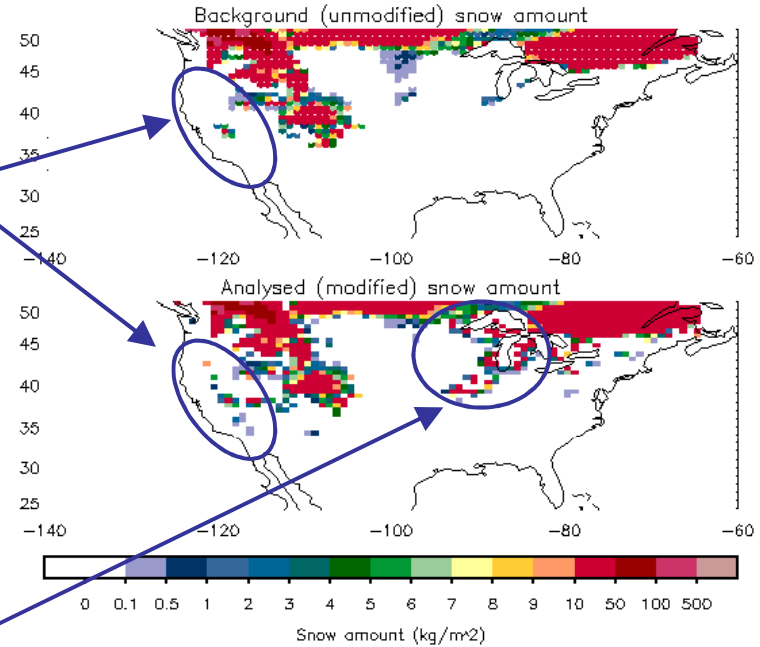 Background (unmodified) snow amount
50
45
40
35
30
25
−140 −120 −100 −80 −60
Analysed (modified) snow amount
50
45
40
35
30
25
−140 −120 −100 −80 −60
0 0.1 0.5 1 2 3 4 5 6 7 8 9 10 50 100 500
Snow amount (kg/m^2)